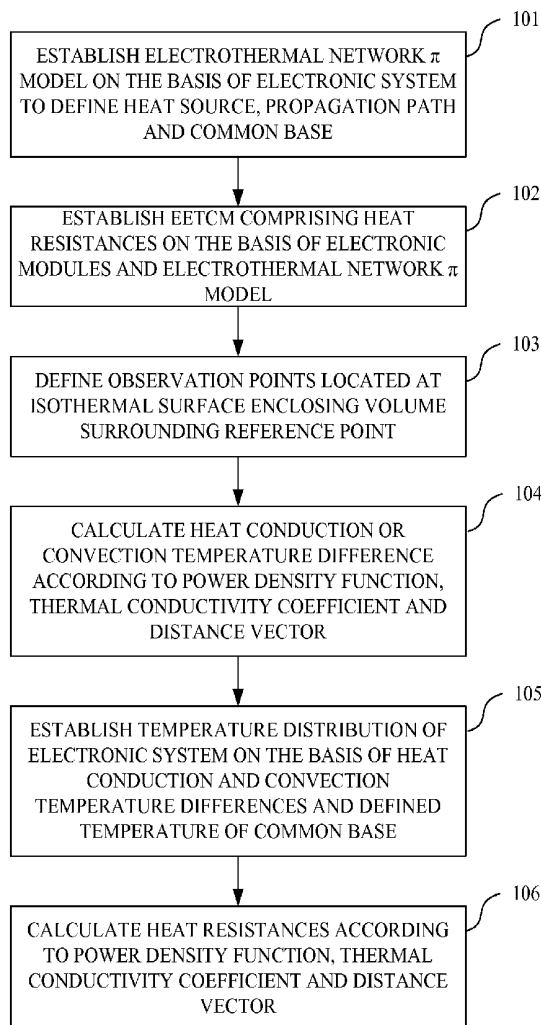 101
ESTABLISH ELECTROTHERMAL NETWORK π
MODEL ON THE BASIS OF ELECTRONIC SYSTEM
TO DEFINE HEAT SOURCE, PROPAGATION PATH
AND COMMON BASE
102
ESTABLISH EETCM COMPRISING HEAT
RESISTANCES ON THE BASIS OF ELECTRONIC
MODULES AND ELECTROTHERMAL NETWORK π
MODEL
103
DEFINE OBSERVATION POINTS LOCATED AT
ISOTHERMAL SURFACE ENCLOSING VOLUME
SURROUNDING REFERENCE POINT
104
CALCULATE HEAT CONDUCTION OR
CONVECTION TEMPERATURE DIFFERENCE
ACCORDING TO POWER DENSITY FUNCTION,
THERMAL CONDUCTIVITY COEFFICIENT AND
DISTANCE VECTOR
105
ESTABLISH TEMPERATURE DISTRIBUTION OF
ELECTRONIC SYSTEM ON THE BASIS OF HEAT
CONDUCTION AND CONVECTION
TEMPERATURE DIFFERENCES AND DEFINED
TEMPERATURE OF COMMON BASE
106
CALCULATE HEAT RESISTANCES ACCORDING
TO POWER DENSITY FUNCTION, THERMAL
CONDUCTIVITY COEFFICIENT AND DISTANCE
VECTOR